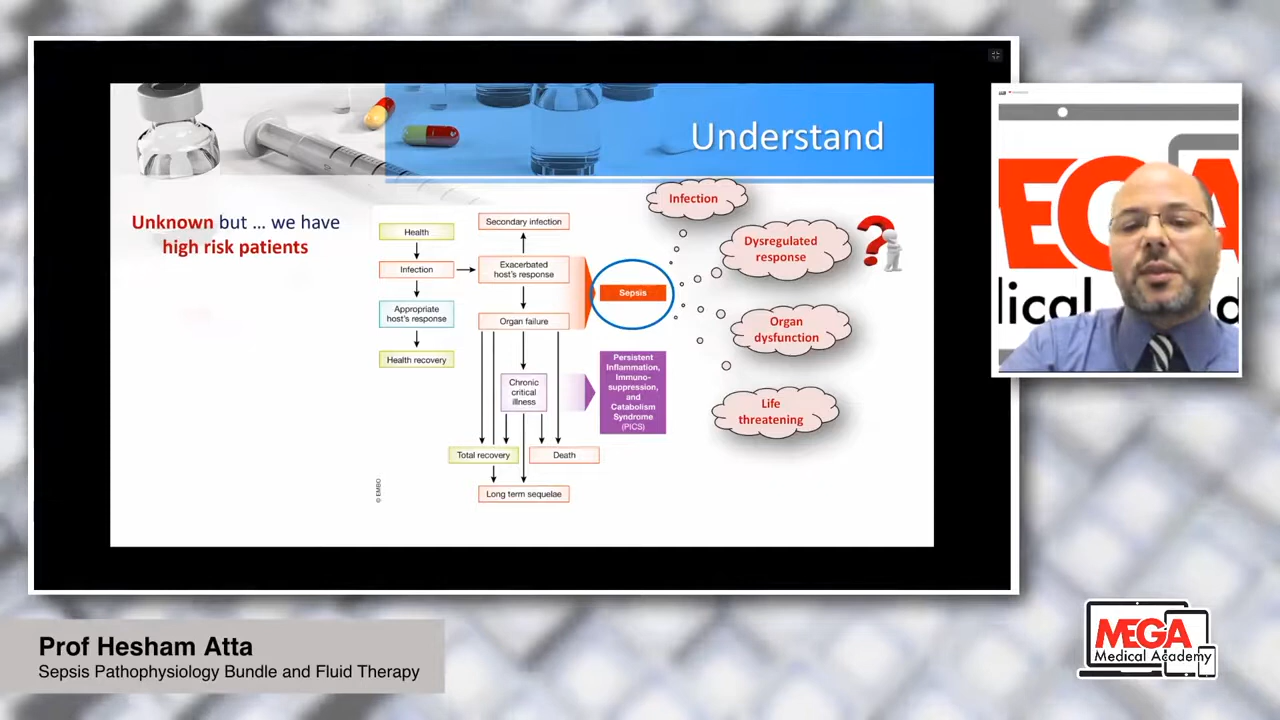 Understand
Unknown but ... we have
high risk patients
Health
Infection
Appropriate
host's response
Health recovery
Secondary infection
Exacerbated
host's response
Organ failure
Chronic
critical
illness
Total recovery
Death
Long term sequelae
Sepsis
Persistent
Inflammation,
Immuno-
suppression,
and
Catabolism
Syndrome
(PICS)
© EMBO
Infection
Dysregulated
response
Organ
dysfunction
Life
threatening
?
Prof Hesham Atta
Sepsis Pathophysiology Bundle and Fluid Therapy
MEGA
Medical Academy